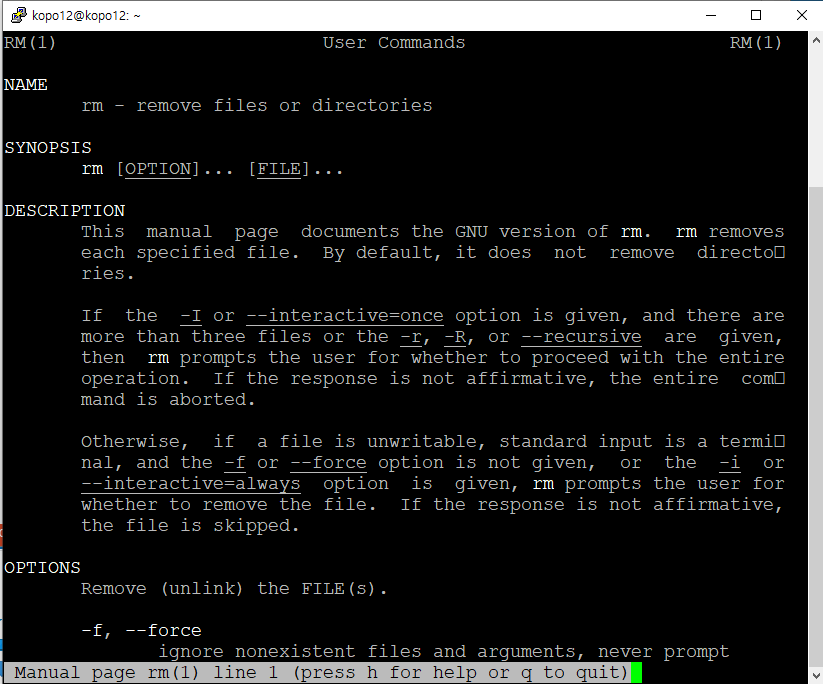 kopo12@kopo12: ~
RM(1) User Commands RM(1)
NAME
rm - remove files or directories
SYNOPSIS
rm [OPTION]... [FILE]...
DESCRIPTION
This manual page documents the GNU version of rm. rm removes
each specified file. By default, it does not remove directo□
ries.
If the -I or --interactive=once option is given, and there are
more than three files or the -r, -R, or --recursive are given,
then rm prompts the user for whether to proceed with the entire
operation. If the response is not affirmative, the entire com□
mand is aborted.
Otherwise, if a file is unwritable, standard input is a termi□
nal, and the -f or --force option is not given, or the -i or
--interactive=always option is given, rm prompts the user for
whether to remove the file. If the response is not affirmative,
the file is skipped.
OPTIONS
Remove (unlink) the FILE(s).
-f, --force
ignore nonexistent files and arguments, never prompt
Manual page rm(1) line 1 (press h for help or q to quit)